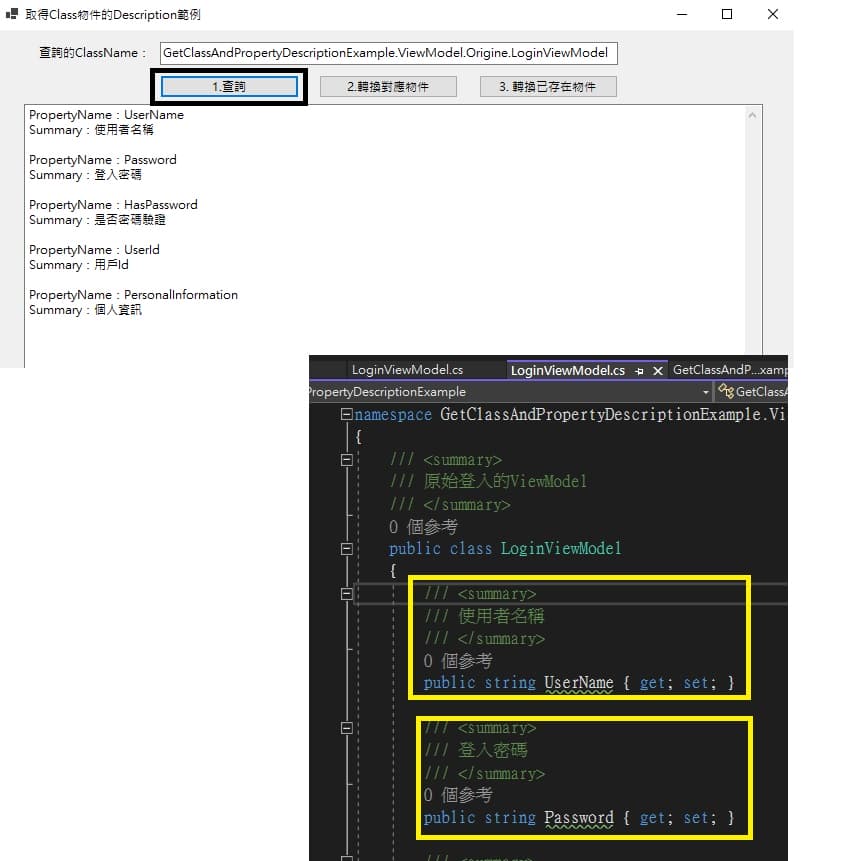 取得Class物件的Description範例
查詢的ClassName：
GetClassAndPropertyDescriptionExample.ViewModel.Origine.LoginViewModel
1.查詢
2.轉換對應物件
3. 轉換已存在物件
PropertyName：UserName
Summary：使用者名稱
PropertyName：Password
Summary：登入密碼
PropertyName：HasPassword
Summary：是否密碼驗證
PropertyName：UserId
Summary：用戶Id
PropertyName：PersonalInformation
Summary：個人資訊
LoginViewModel.cs
LoginViewModel.cs
GetClassAndP...xamp
PropertyDescriptionExample
GetClassA
namespace GetClassAndPropertyDescriptionExample.Vi
{
/// <summary>
/// 原始登入的ViewModel
/// </summary>
0 個參考
public class LoginViewModel
{
/// <summary>
/// 使用者名稱
/// </summary>
0 個參考
public string UserName { get; set; }
/// <summary>
/// 登入密碼
/// </summary>
0 個參考
public string Password { get; set; }